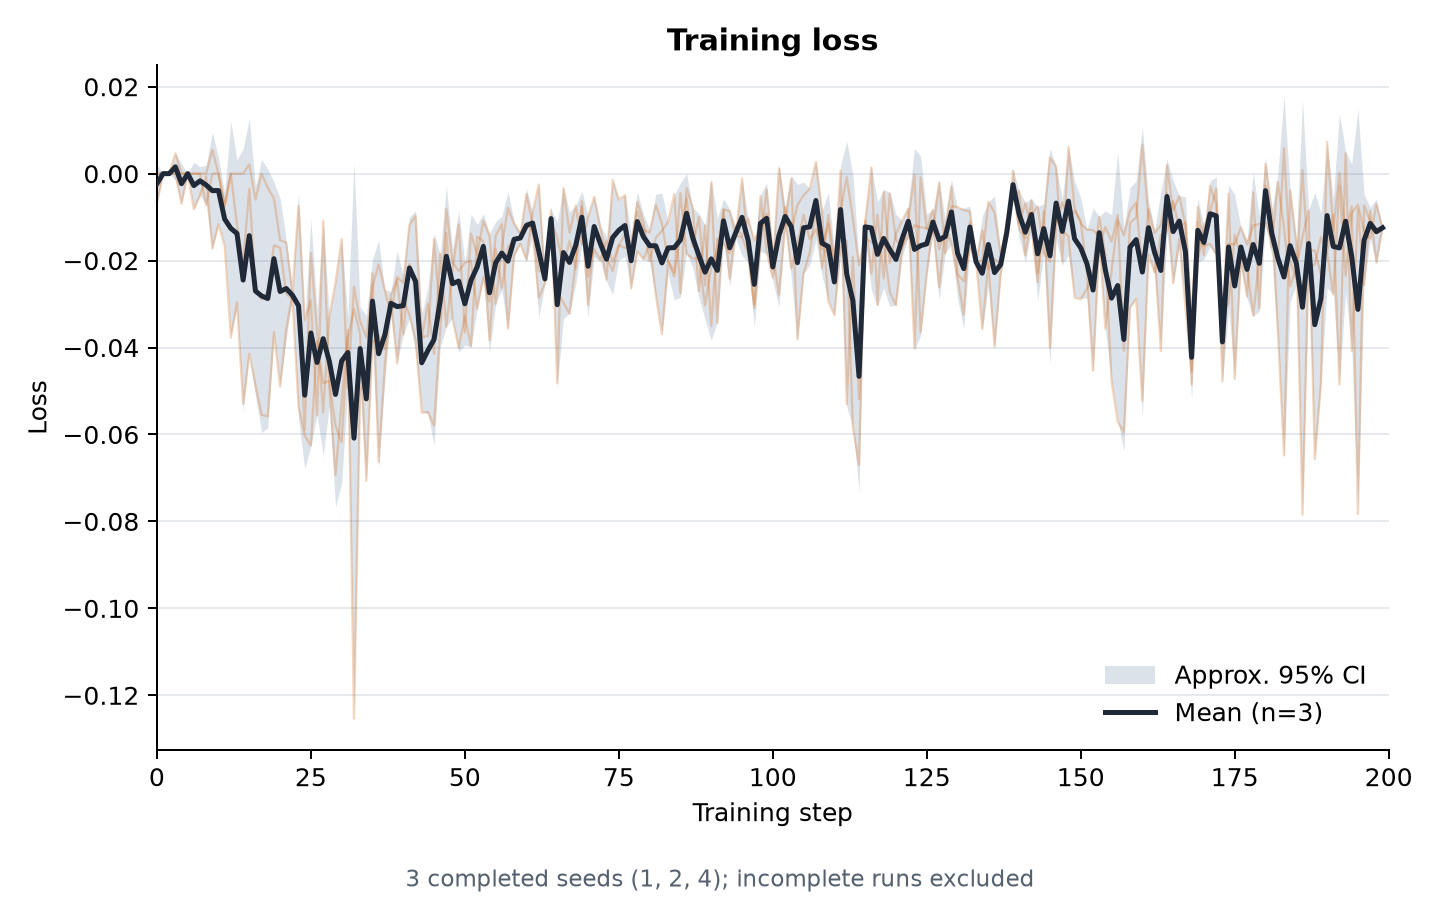 Training loss
0.02
0.00
−0.02
−0.04
−0.06
−0.08
−0.10
−0.12
Loss
Approx. 95% CI
Mean (n=3)
0 25 50 75 100 125 150 175 200
Training step
3 completed seeds (1, 2, 4); incomplete runs excluded